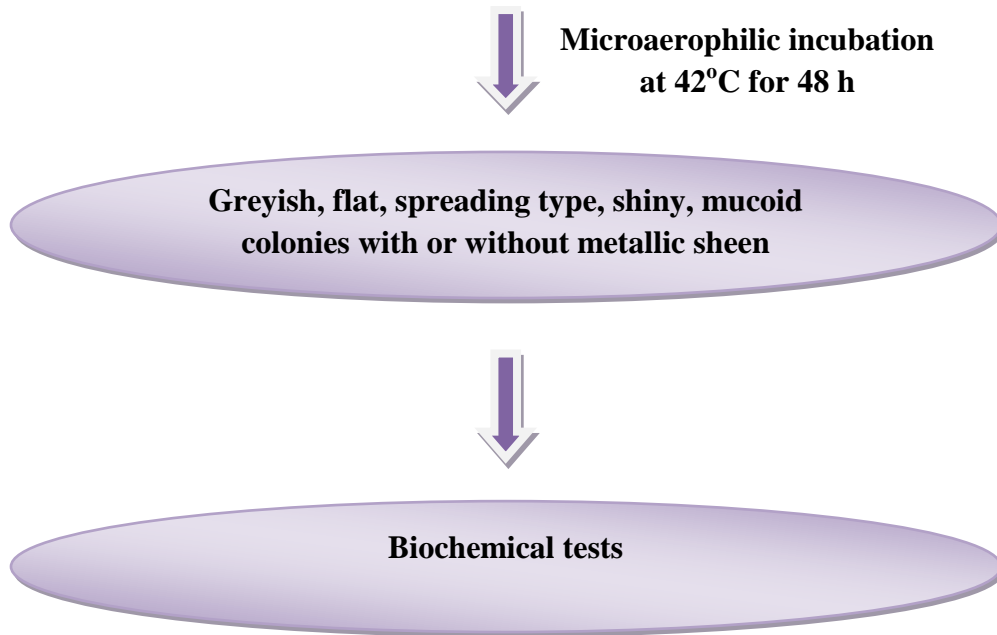 Microaerophilic incubation
at 42°C for 48 h
Greyish, flat, spreading type, shiny, mucoid
colonies with or without metallic sheen
Biochemical tests